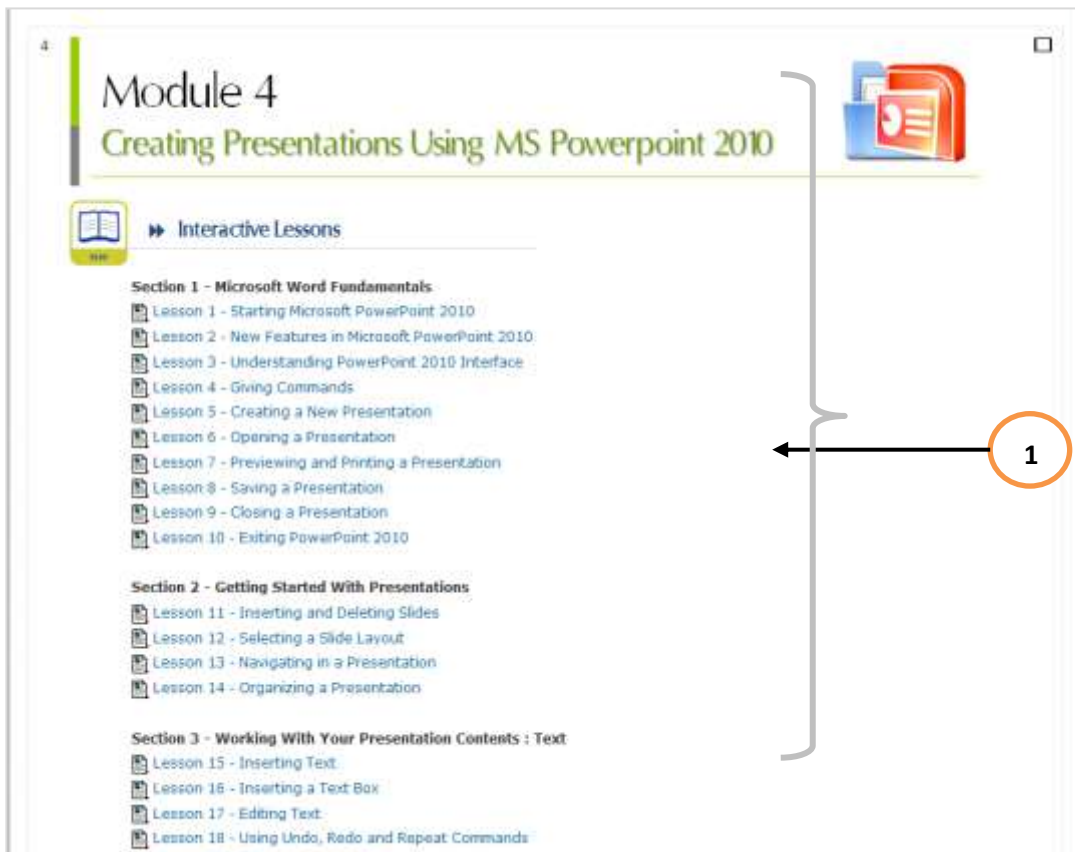 4
Module 4
Creating Presentations Using MS Powerpoint 2010
Interactive Lessons
Section 1 - Microsoft Word Fundamentals
Lesson 1 - Starting Microsoft PowerPoint 2010
Lesson 2 - New Features in Microsoft PowerPoint 2010
Lesson 3 - Understanding PowerPoint 2010 Interface
Lesson 4 - Giving Commands
Lesson 5 - Creating a New Presentation
Lesson 6 - Opening a Presentation
Lesson 7 - Previewing and Printing a Presentation
1
Lesson 8 - Saving a Presentation
Lesson 9 - Closing a Presentation
Lesson 10 - Exiting PowerPoint 2010
Section 2 - Getting Started With Presentations
Lesson 11 - Inserting and Deleting Slides
Lesson 12 - Selecting a Slide Layout
Lesson 13 - Navigating in a Presentation
Lesson 14 - Organizing a Presentation
Section 3 - Working With Your Presentation Contents : Text
Lesson 15 - Inserting Text
Lesson 16 - Inserting a Text Box
Lesson 17 - Editing Text
Lesson 18 - Using Undo, Redo and Repeat Commands